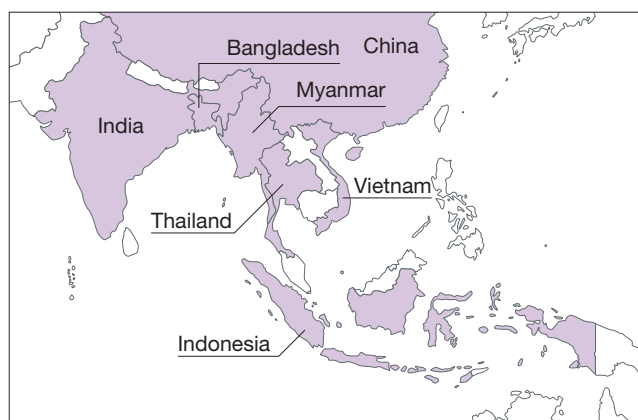 Bangladesh
China
Myanmar
India
Vietnam
Thailand
Indonesia